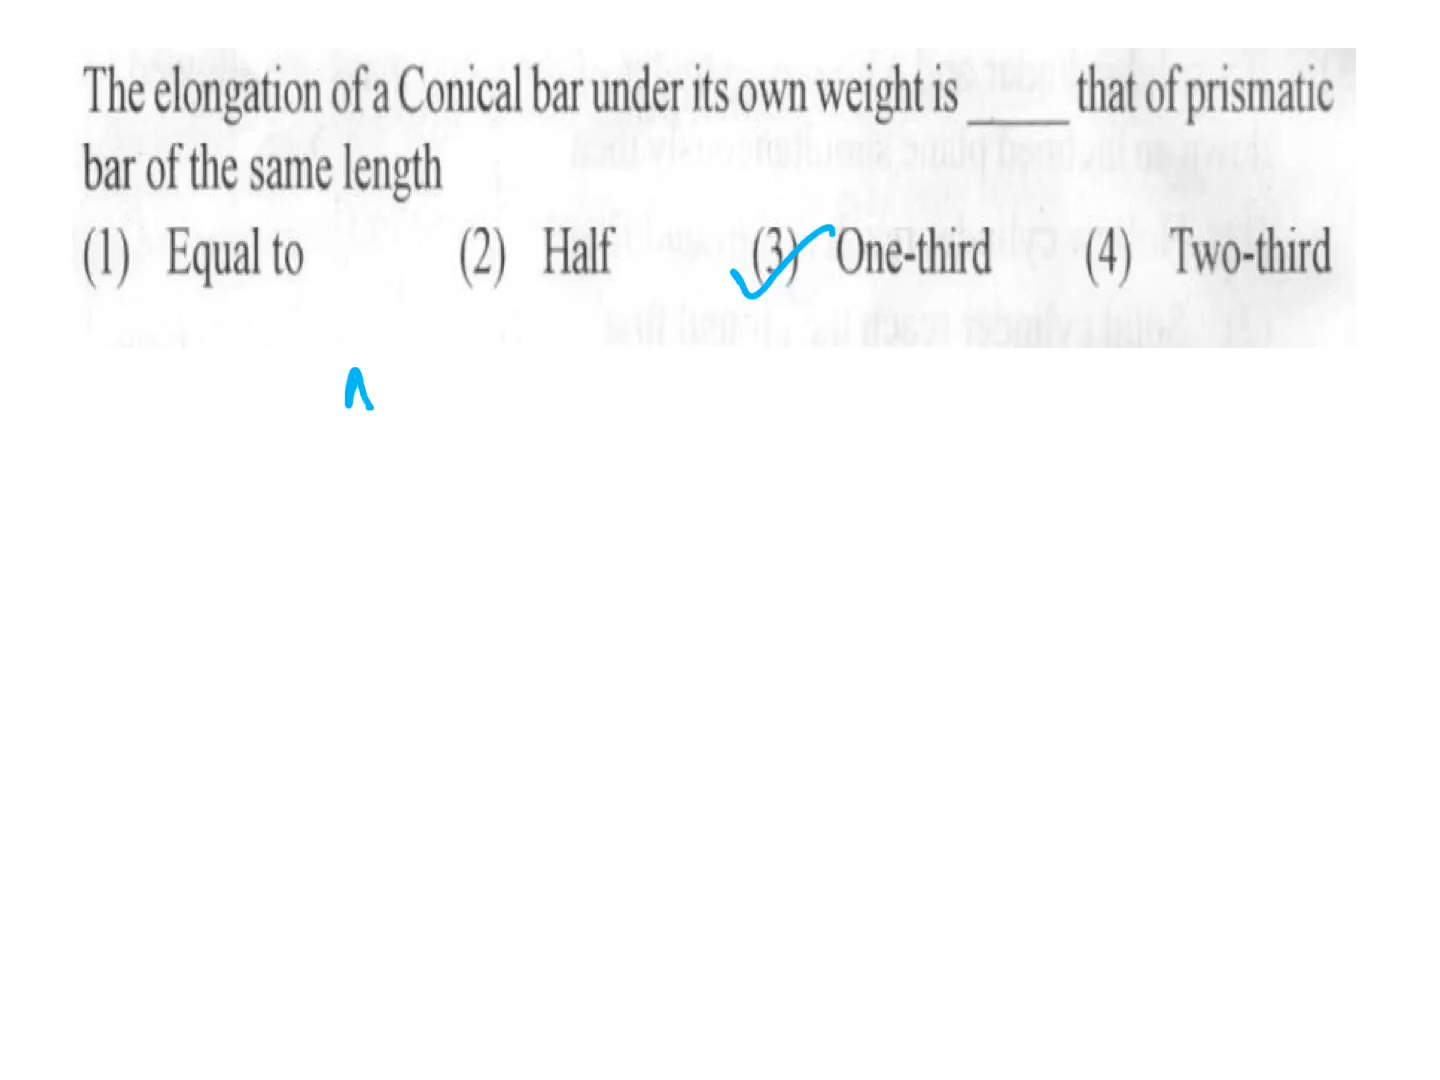 The elongation of a Conical bar under its own weight is _____ that of prismatic
bar of the same length
(1) Equal to (2) Half (3) One-third (4) Two-third